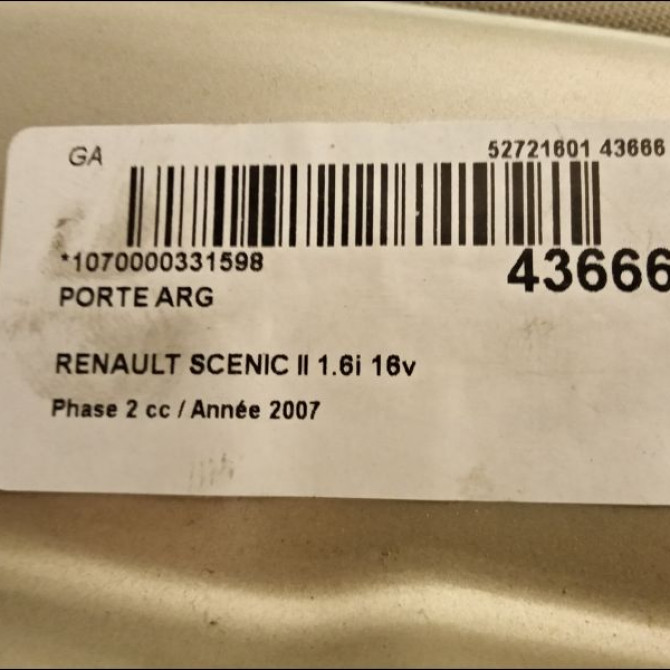 GA 52721601 43666
*1070000331598 43666
PORTE ARG
RENAULT SCENIC II 1.6i 16v
Phase 2 cc / Année 2007